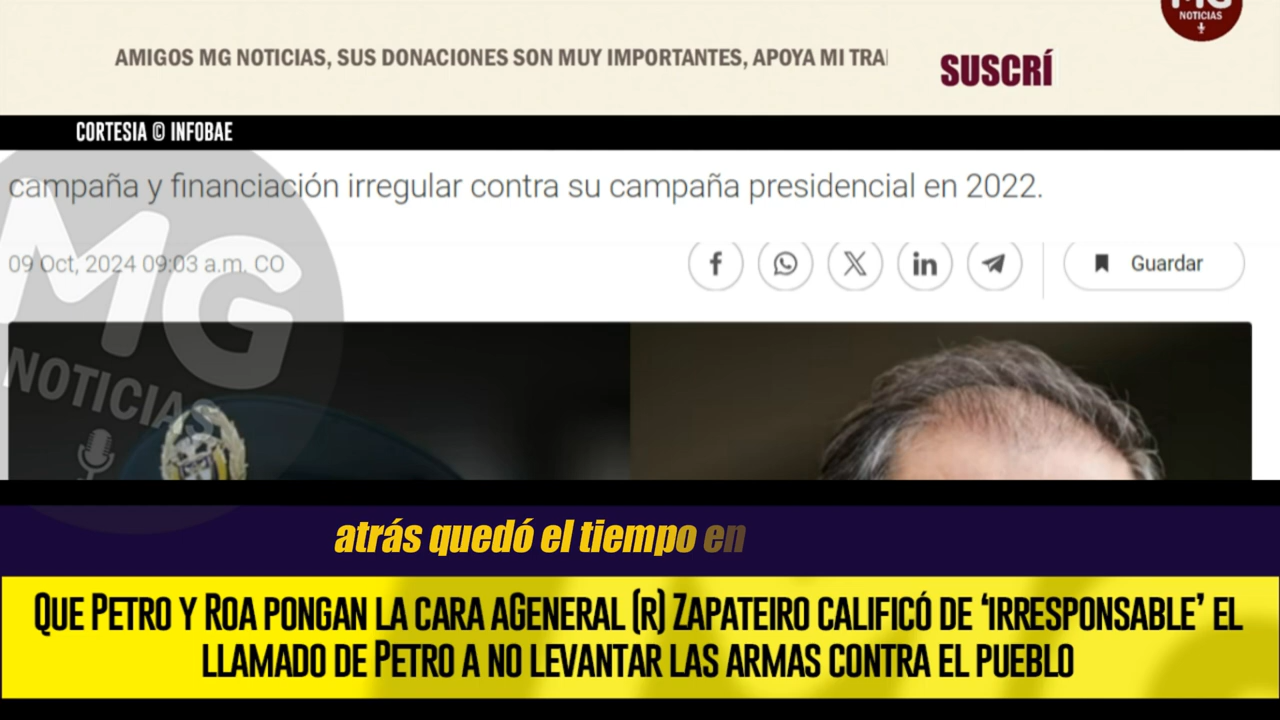 MG
NOTICIAS
AMIGOS MG NOTICIAS, SUS DONACIONES SON MUY IMPORTANTES, APOYA MI TRA
SUSCRÍ
CORTESIA © INFOBAE
campaña y financiación irregular contra su campaña presidencial en 2022.
09 Oct, 2024 09:03 a.m. CO
Guardar
MG
NOTICIAS
atrás quedó el tiempo en
QUE PETRO Y ROA PONGAN LA CARA AGENERAL (R) ZAPATEIRO CALIFICÓ DE ‘IRRESPONSABLE’ EL
LLAMADO DE PETRO A NO LEVANTAR LAS ARMAS CONTRA EL PUEBLO